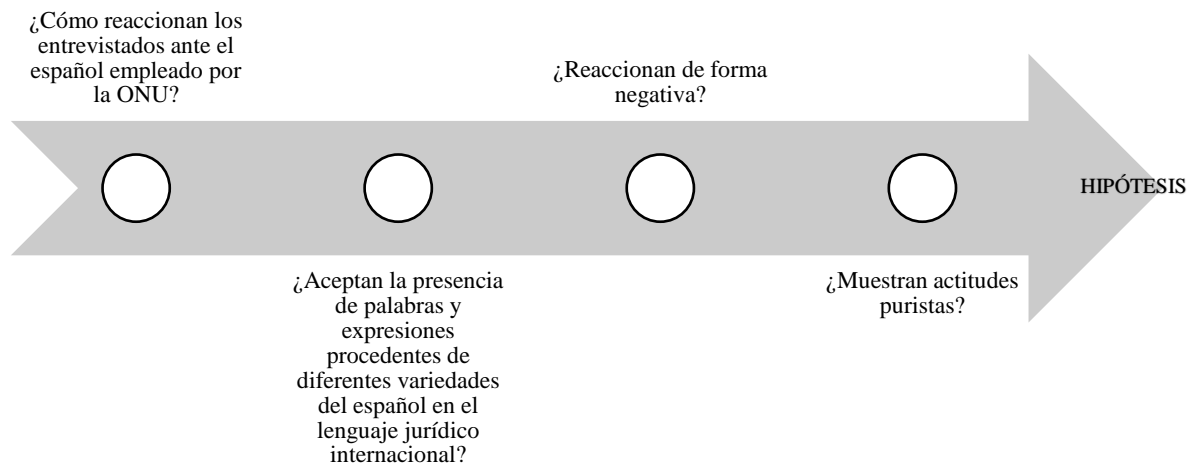 ¿Cómo reaccionan los
entrevistados ante el
español empleado por
la ONU?
¿Aceptan la presencia
de palabras y
expresiones
procedentes de
diferentes variedades
del español en el
lenguaje jurídico
internacional?
¿Reaccionan de forma
negativa?
¿Muestran actitudes
puristas?
HIPÓTESIS